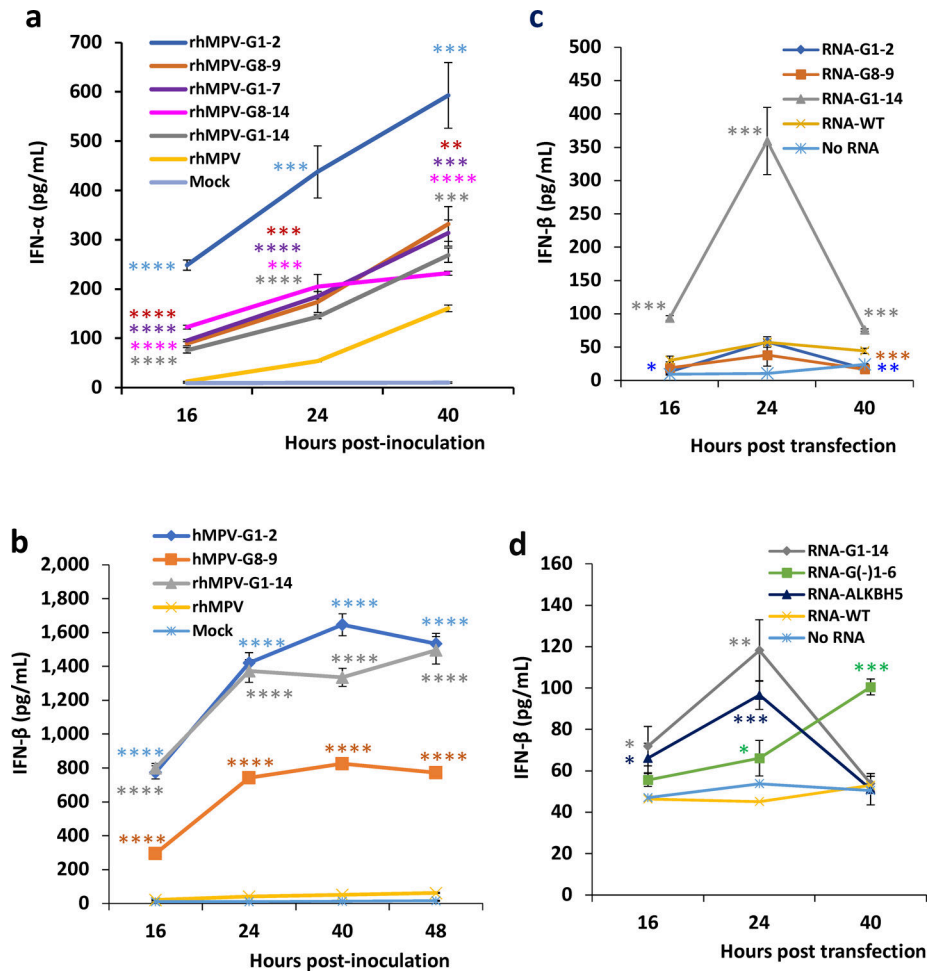 a
IFN-α (pg/mL)
700
600
500
400
300
200
100
0
rhMPV-G1-2
rhMPV-G8-9
rhMPV-G1-7
rhMPV-G8-14
rhMPV-G1-14
rhMPV
Mock
***
***
**
***
****
***
***
****
***
****
****
****
****
****
****
16 24 40
Hours post-inoculation
c
IFN-β (pg/mL)
500
450
400
350
300
250
200
150
100
50
0
RNA-G1-2
RNA-G8-9
RNA-G1-14
RNA-WT
No RNA
***
***
***
*
***
**
16 24 40
Hours post transfection
b
IFN-β (pg/mL)
2,000
1,800
1,600
1,400
1,200
1,000
800
600
400
200
0
hMPV-G1-2
hMPV-G8-9
rhMPV-G1-14
rhMPV
Mock
****
****
****
****
****
****
****
****
****
****
****
****
16 24 40 48
Hours post-inoculation
d
IFN-β (pg/mL)
160
140
120
100
80
60
40
20
0
RNA-G1-14
RNA-G(-)1-6
RNA-ALKBH5
RNA-WT
No RNA
**
***
***
*
*
*
16 24 40
Hours post transfection